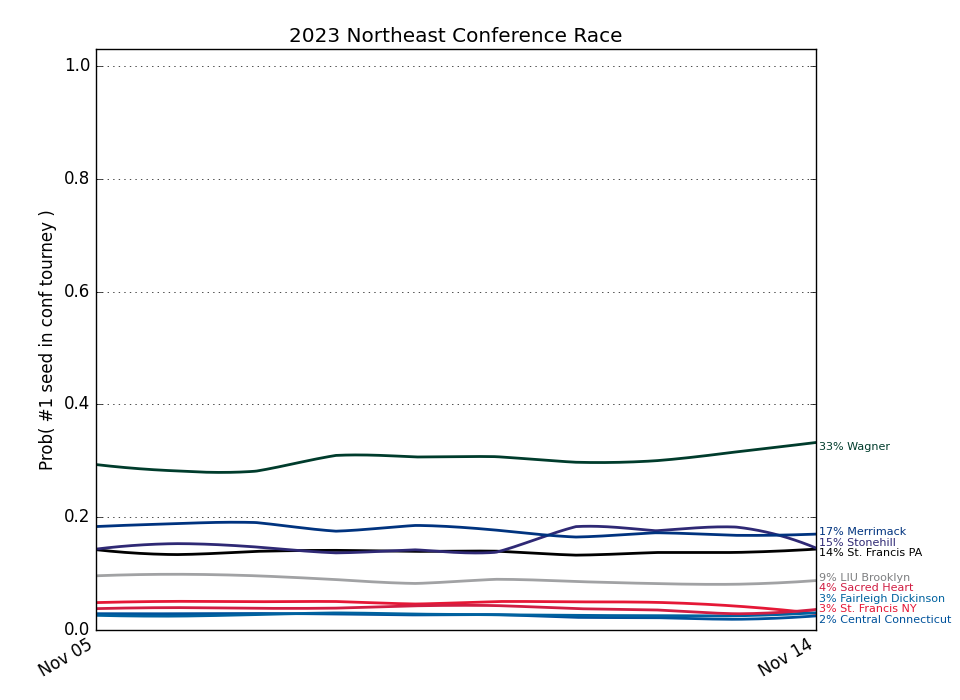 2023 Northeast Conference Race
Prob( #1 seed in conf tourney )
1.0
0.8
0.6
0.4
0.2
0.0
Nov 05
Nov 14
33% Wagner
17% Merrimack
15% Stonehill
14% St. Francis PA
9% LIU Brooklyn
4% Sacred Heart
3% Fairleigh Dickinson
3% St. Francis NY
2% Central Connecticut